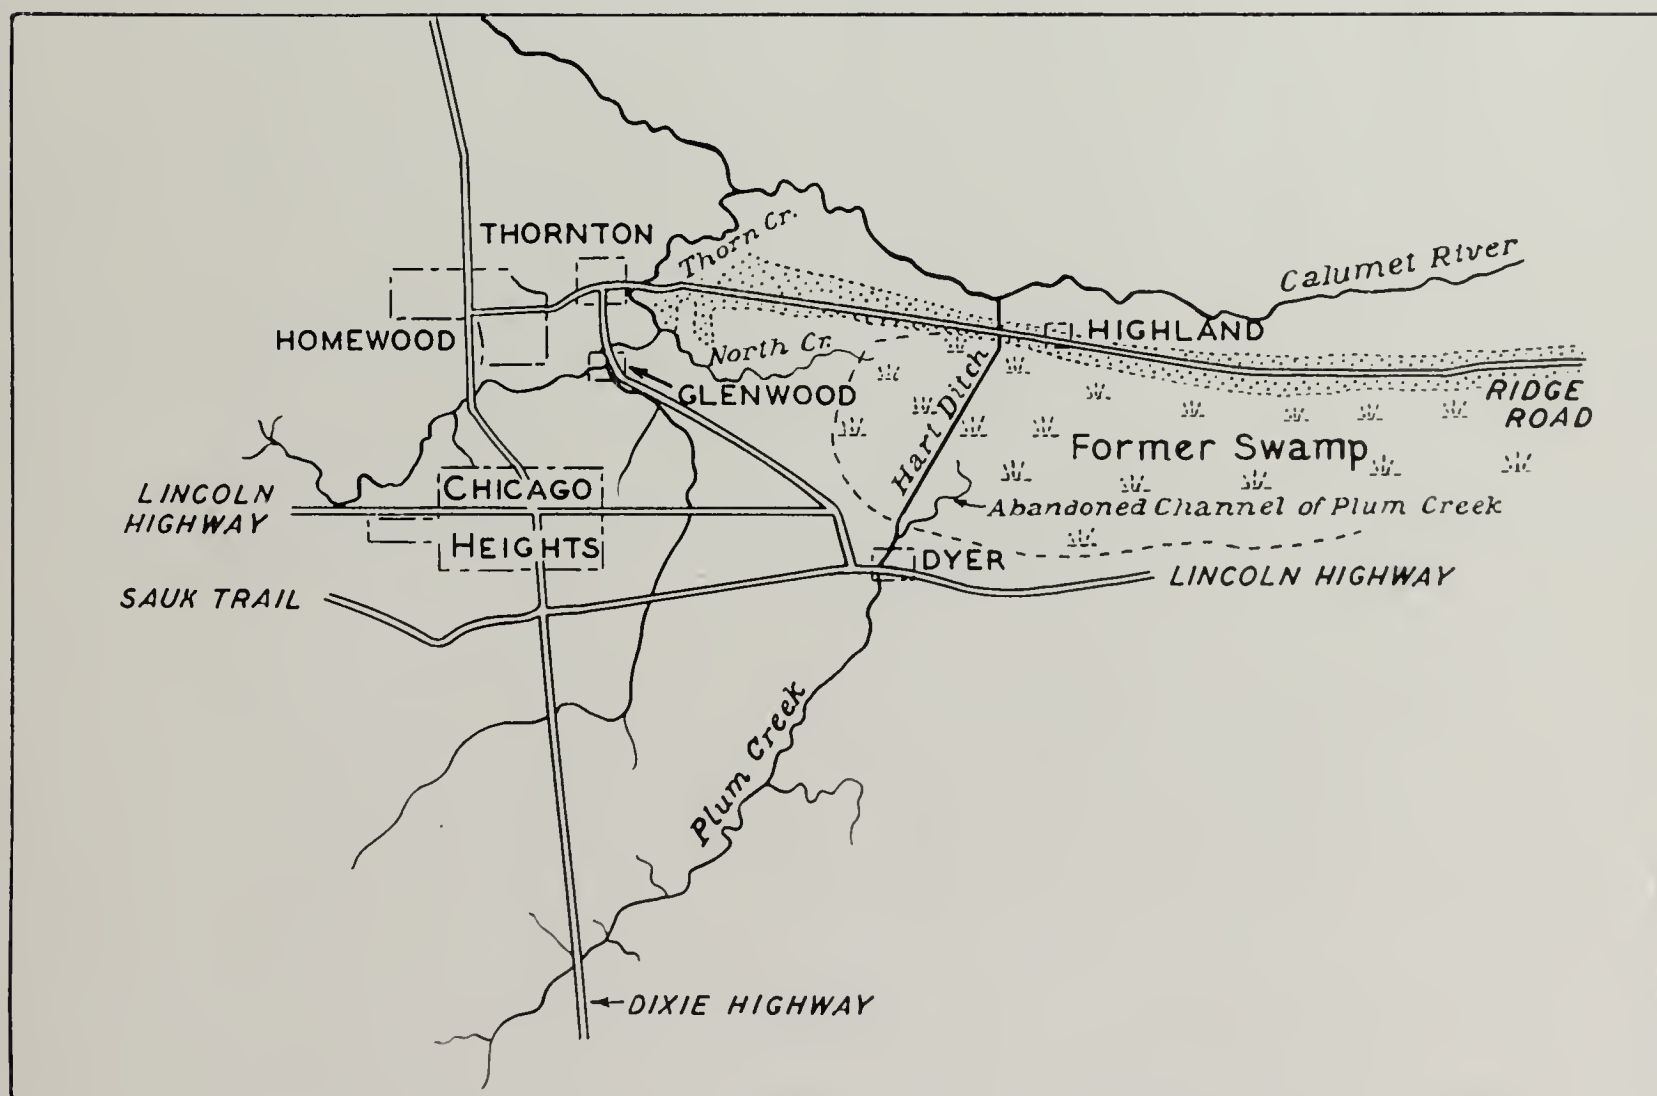 THORNTON
Thorn Cr.
Calumet River
HOMEWOOD
HIGHLAND
North Cr.
GLENWOOD
RIDGE
ROAD
Hart Ditch
Former Swamp
LINCOLN
HIGHWAY
CHICAGO
HEIGHTS
Abandoned Channel of Plum Creek
DYER
LINCOLN HIGHWAY
SAUK TRAIL
Plum Creek
DIXIE HIGHWAY